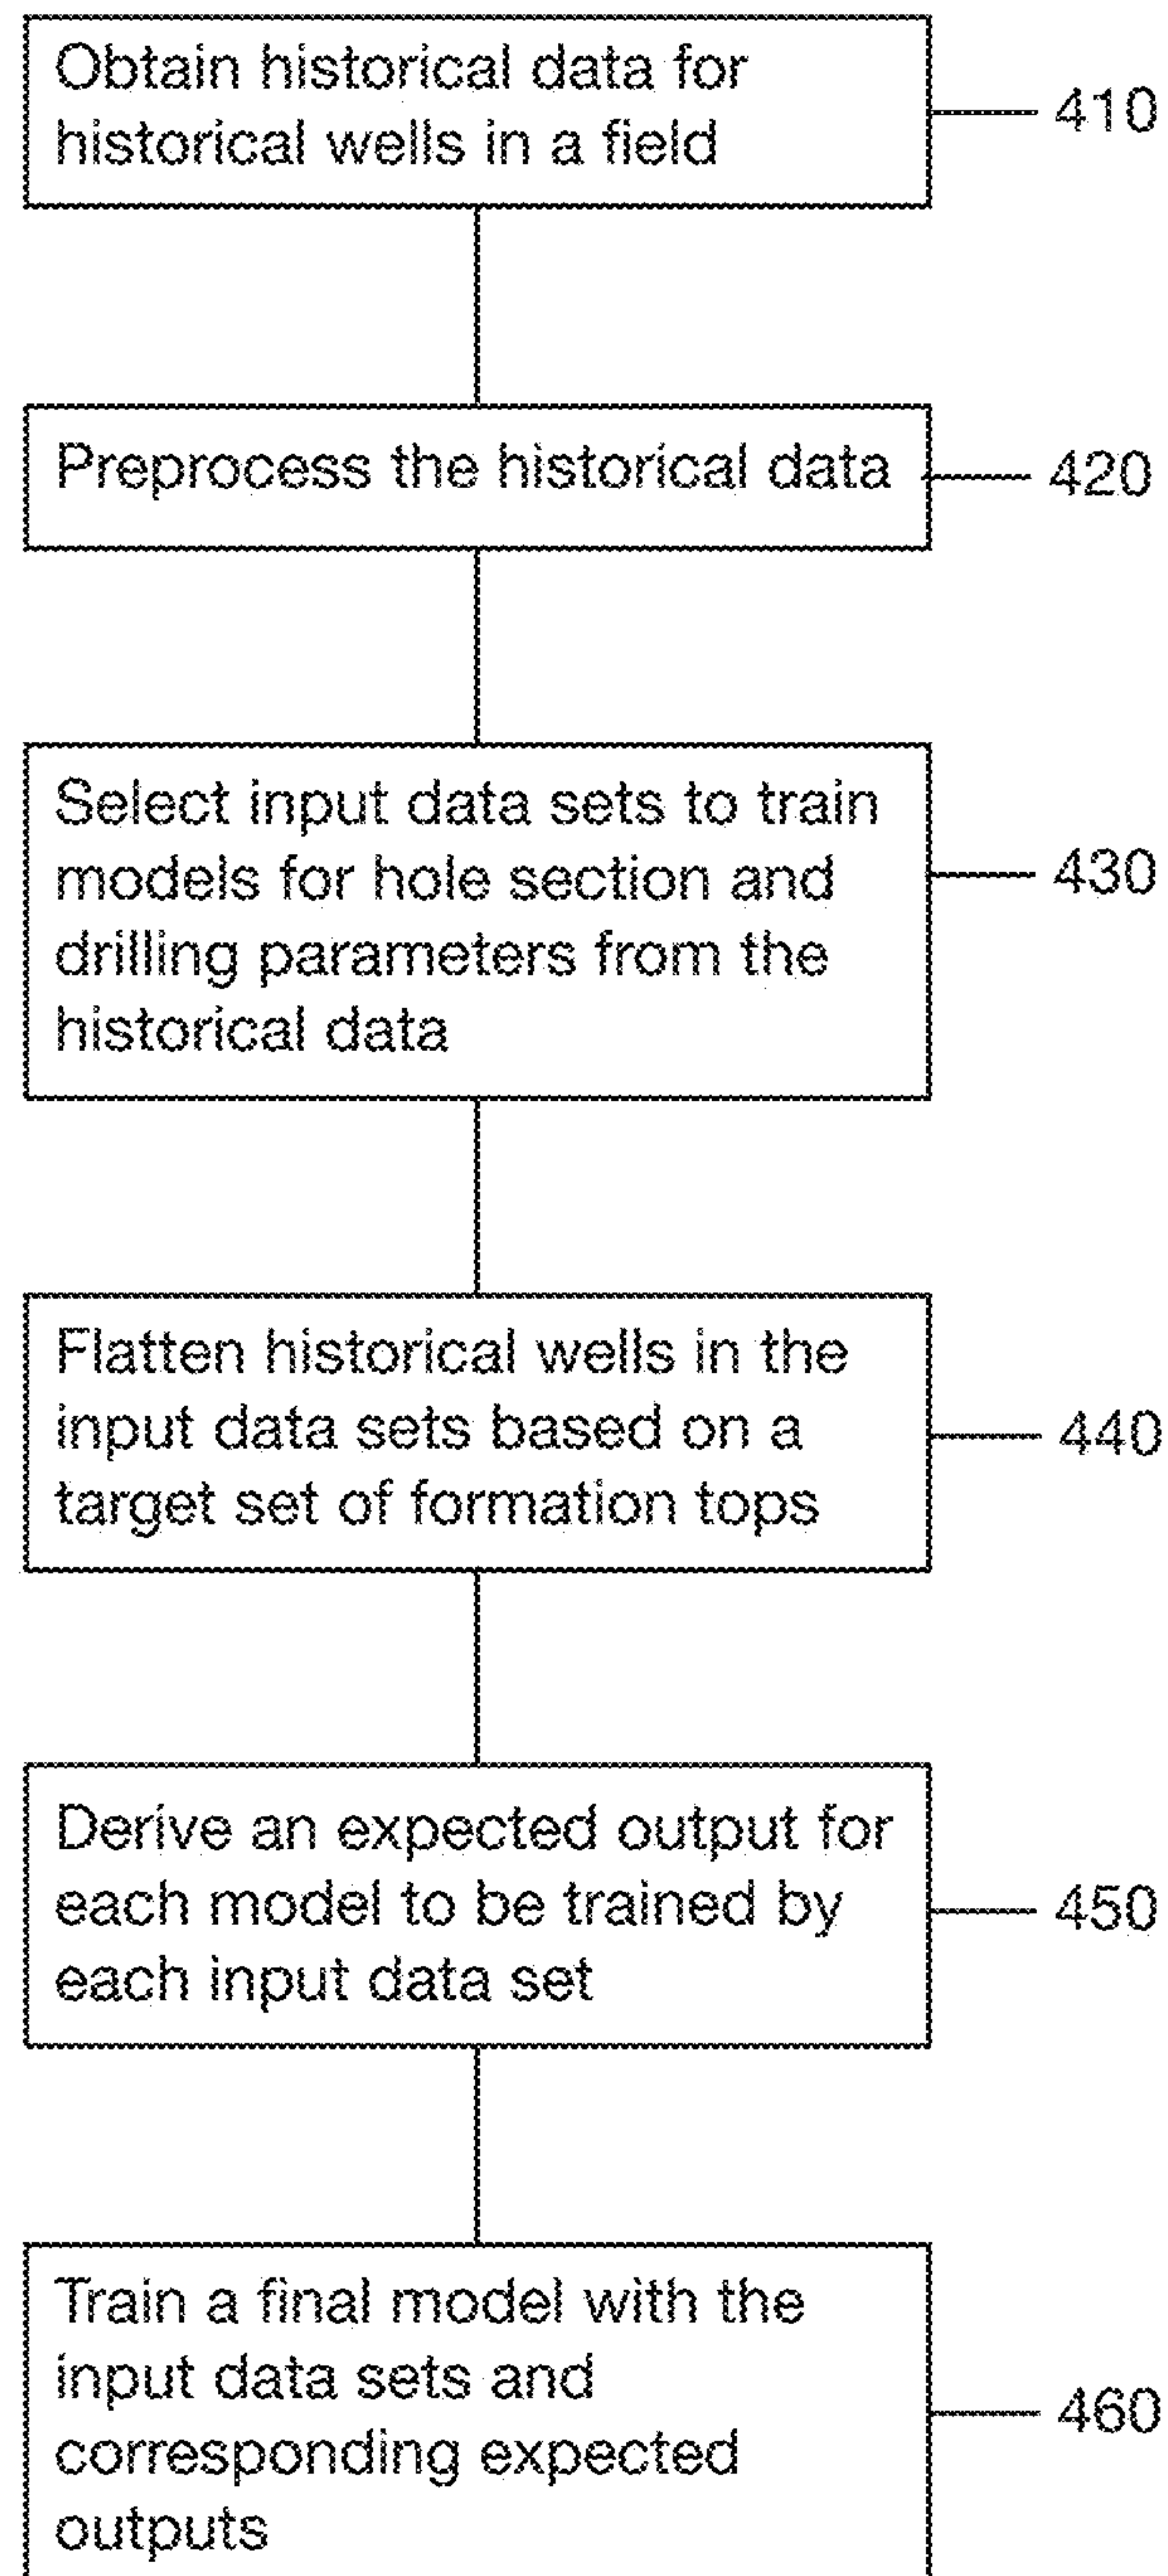 Obtain historical data for
historical wells in a field
410
Preprocess the historical data
420
Select input data sets to train
models for hole section and
drilling parameters from the
historical data
430
Flatten historical wells in the
input data sets based on a
target set of formation tops
440
Derive an expected output for
each model to be trained by
each input data set
450
Train a final model with the
input data sets and
corresponding expected
outputs
460